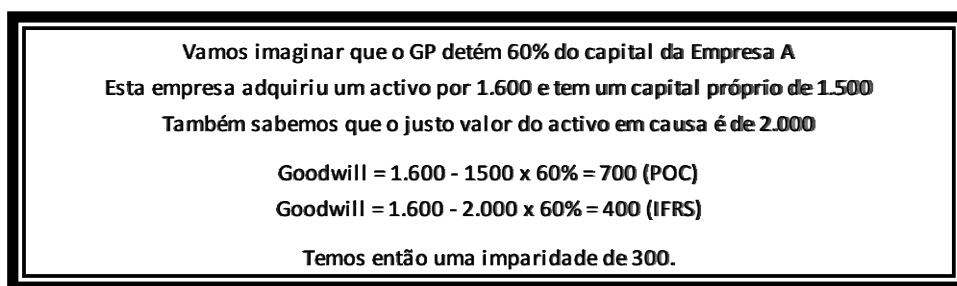 Vamos imaginar que o GP detém 60% do capital da Empresa A
Esta empresa adquiriu um activo por 1.600 e tem um capital próprio de 1.500
Também sabemos que o justo valor do activo em causa é de 2.000
Goodwill = 1.600 - 1500 x 60% = 700 (POC)
Goodwill = 1.600 - 2.000 x 60% = 400 (IFRS)
Temos então uma imparidade de 300.